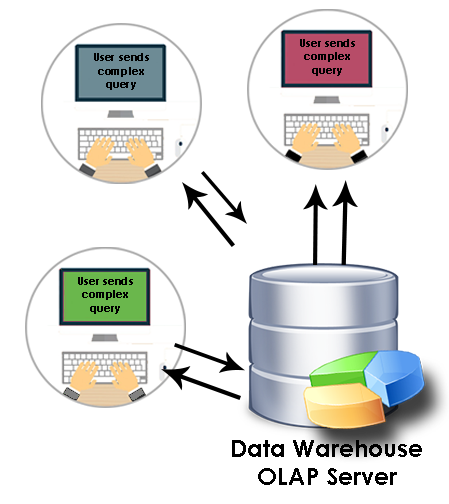 User sends
complex
query
User sends
complex
query
User sends
complex
query
Data Warehouse
OLAP Server